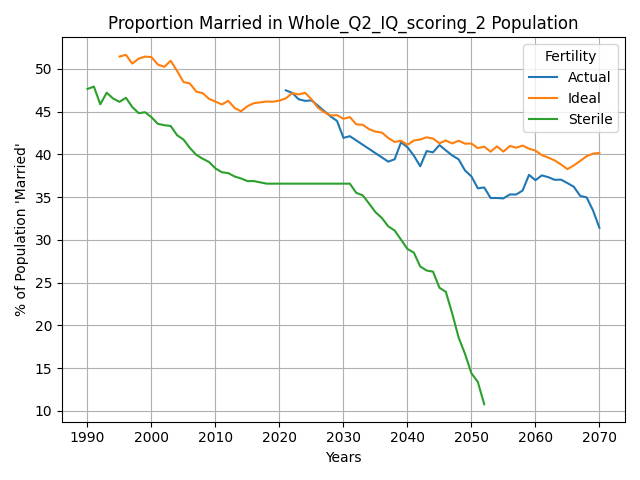 Proportion Married in Whole_Q2_IQ_scoring_2 Population
Fertility
Actual
Ideal
Sterile
% of Population 'Married'
50
45
40
35
30
25
20
15
10
1990
2000
2010
2020
2030
2040
2050
2060
2070
Years